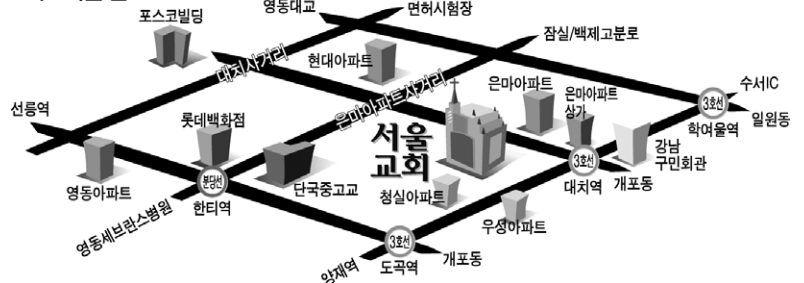 영동대교
면허시험장
포스코빌딩
잠실/백제고분로
대치사거리
현대아파트
은마아파트사거리
은마아파트
은마아파트
상가
수서IC
3호선
일원동
학여울역
선릉역
롯데백화점
서울
교회
강남
구민회관
3호선
대치역
개포동
영동아파트
분당선
한티역
단국중고교
청실아파트
우성아파트
영동세브란스병원
3호선
도곡역
개포동
양재역